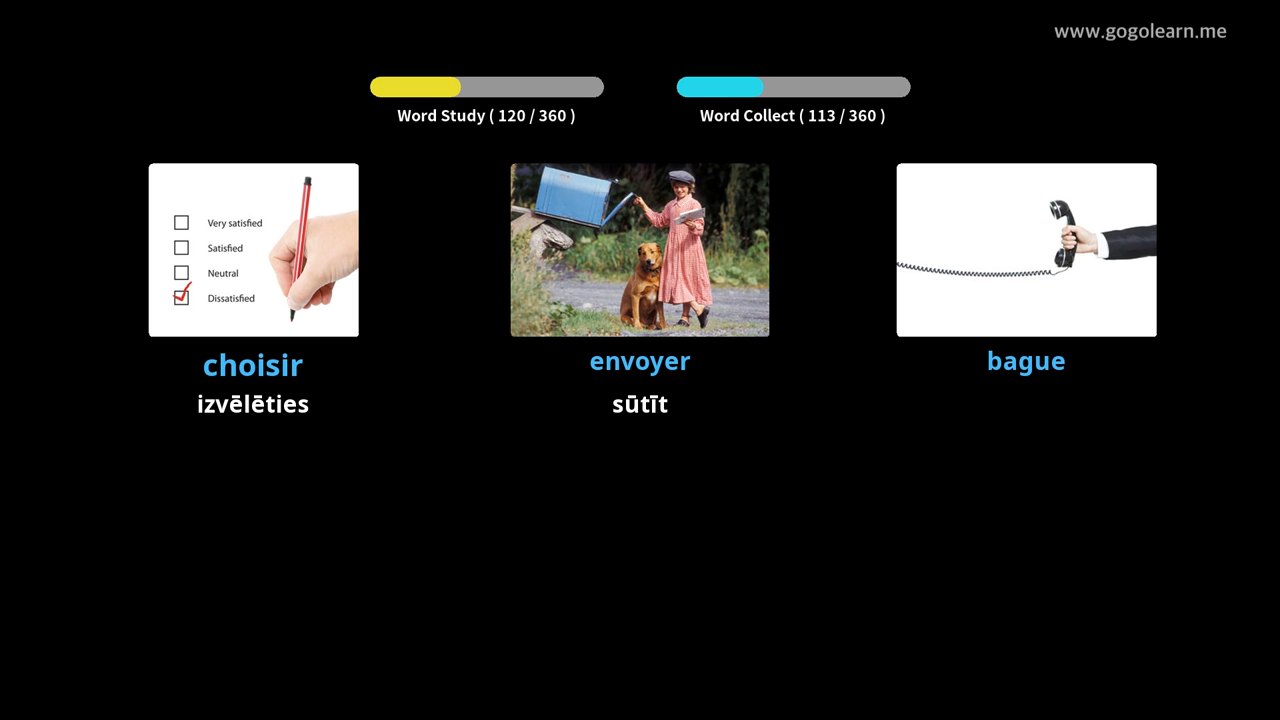 www.gogolearn.me
Word Study ( 120 / 360 )
Word Collect ( 113 / 360 )
Very satisfied
Satisfied
Neutral
Dissatisfied
choisir
envoyer
bague
izvēlēties
sūtīt